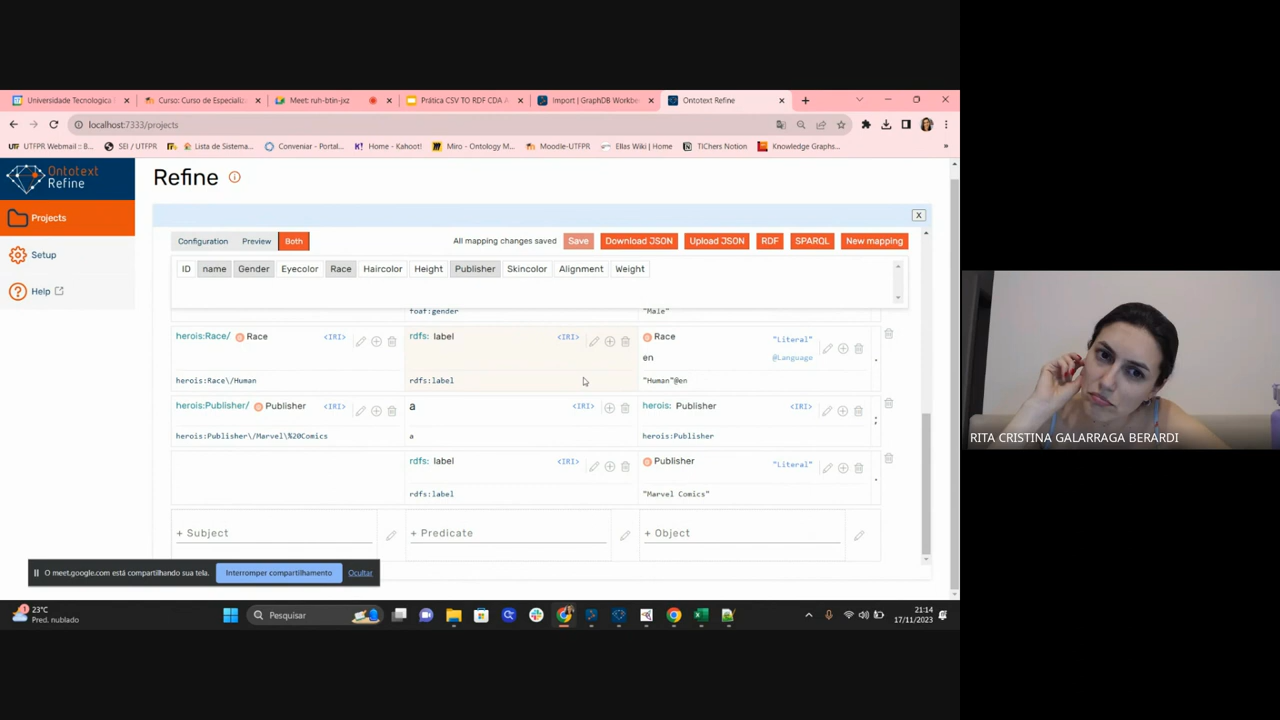 Universidade Tecnologica
Curso: Curso de Especializ
Meet: ruh-btin-jxz
Prática CSV TO RDF CDA A
Import | GraphDB Workbe
Ontotext Refine
localhost:7333/projects
UTFPR Webmail :: B...
SEI / UTFPR
Lista de Sistema...
Conveniar - Portal...
Home - Kahoot!
Miro - Ontology M...
Moodle-UTFPR
Ellas Wiki | Home
TIChers Notion
Knowledge Graphs...
Ontotext
Refine
Projects
Setup
Help
Refine
X
Configuration Preview Both
All mapping changes saved
Save
Download JSON
Upload JSON
RDF
SPARQL
New mapping
ID name Gender Eyecolor Race Haircolor Height Publisher Skincolor Alignment Weight
foaf:gender "Male"
herois:Race/ Race <IRI> rdfs: label <IRI> Race "Literal"
en @Language
herois:Race\/Human rdfs:label "Human"@en .
herois:Publisher/ Publisher <IRI> a <IRI> herois: Publisher <IRI>
herois:Publisher\/Marvel\%20Comics a herois:Publisher ;
rdfs: label <IRI> Publisher "Literal"
rdfs:label "Marvel Comics" .
+ Subject + Predicate + Object
O meet.google.com está compartilhando sua tela.
Interromper compartilhamento
Ocultar
1
23°C
Pred. nublado
Pesquisar
21:14
17/11/2023
RITA CRISTINA GALARRAGA BERARDI